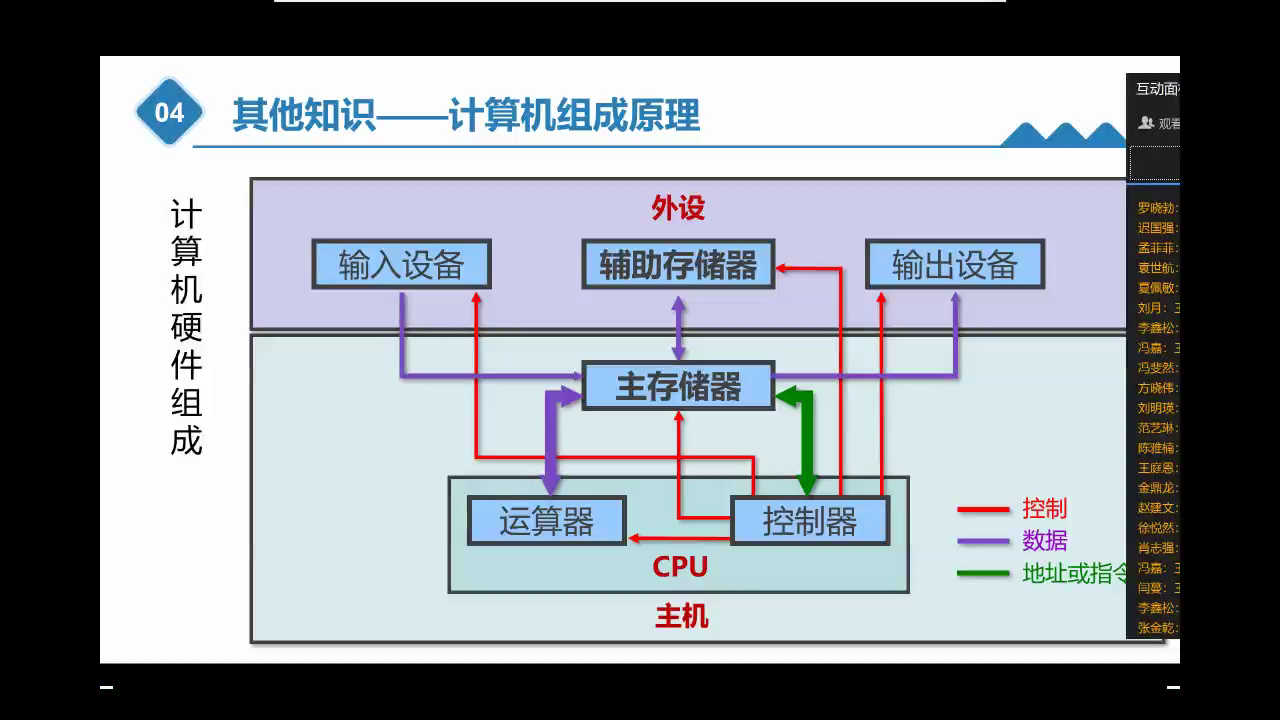 04
其他知识——计算机组成原理
计算机硬件组成
外设
输入设备
辅助存储器
输出设备
主存储器
运算器
控制器
CPU
主机
控制
数据
地址或指令
互动面
观看
罗晓勃:
迟国强:
孟菲菲:
袁世航:
夏佩敏:
刘月:
李鑫松:
冯嘉:
冯斐然:
方晓伟:
刘明瑛:
范艺琳:
陈雅楠:
王庭恩:
金鼎龙:
赵建文:
徐悦然:
肖志强:
冯嘉:
闫蔓:
李鑫松:
张金乾: